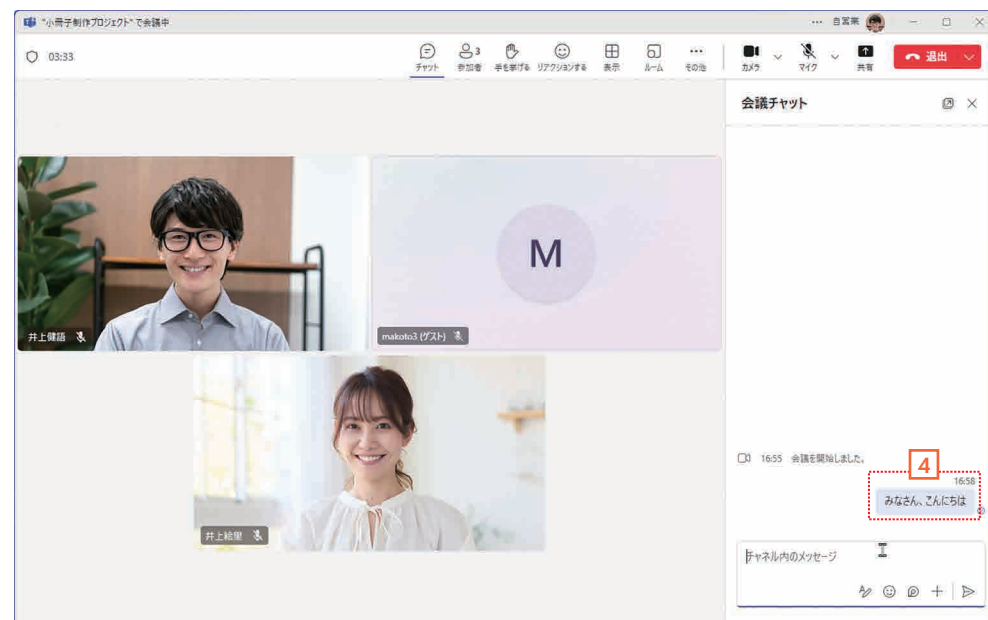 "小冊子制作プロジェクト" で会議中
自営業
03:33
チャット
3
参加者
手を挙げる
リアクションする
表示
ルーム
その他
カメラ
マイク
共有
退出
会議チャット
M
井上健語
makoto3 (ゲスト)
井上絵里
16:55 会議を開始しました。
4
16:58
みなさん、こんにちは
チャネル内のメッセージ